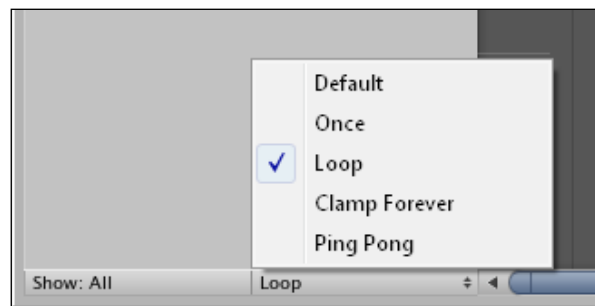 Default
Once
Loop
Clamp Forever
Ping Pong
Show: All
Loop